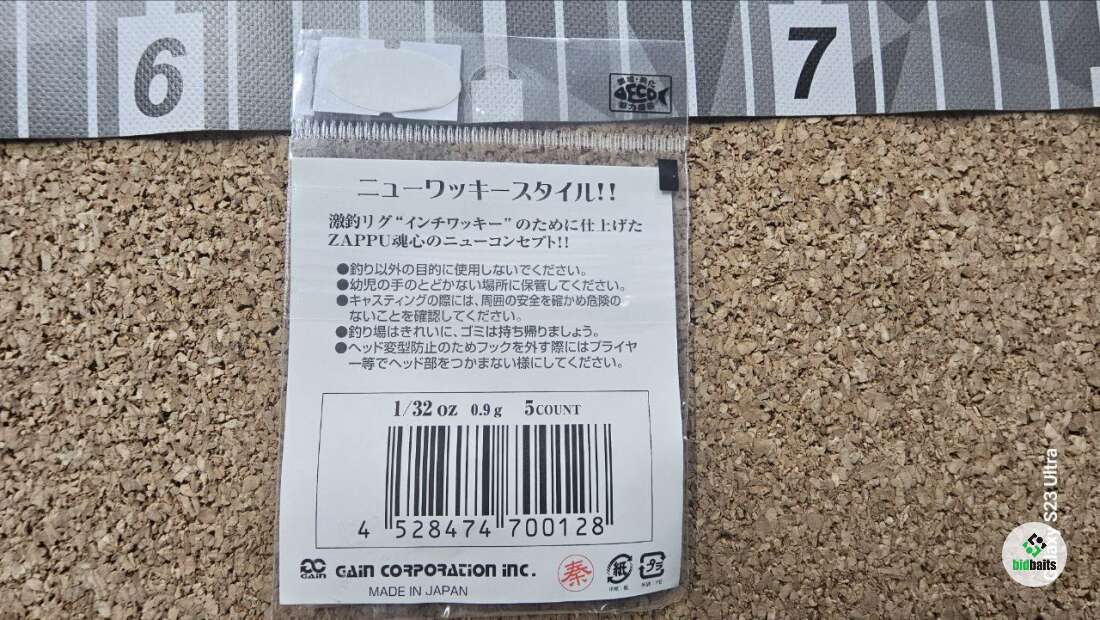 6
7
環境・美化
ECO
協力商品
ニューワッキースタイル!!
激釣リグ“インチワッキー”のために仕上げた
ZAPPU魂心のニューコンセプト!!
●釣り以外の目的に使用しないでください。
●幼児の手のとどかない場所に保管してください。
●キャスティングの際には、周囲の安全を確かめ危険の
ないことを確認してください。
●釣り場はきれいに、ゴミは持ち帰りましょう。
●ヘッド変型防止のためフックを外す際にはプライヤ
ー等でヘッド部をつかまない様にしてください。
1/32 oz 0.9g 5COUNT
4 528474 700128
GAIN GAIN CORPORATION INC.
秦 紙 プラ
MADE IN JAPAN
Galaxy S23 Ultra
bidbaits